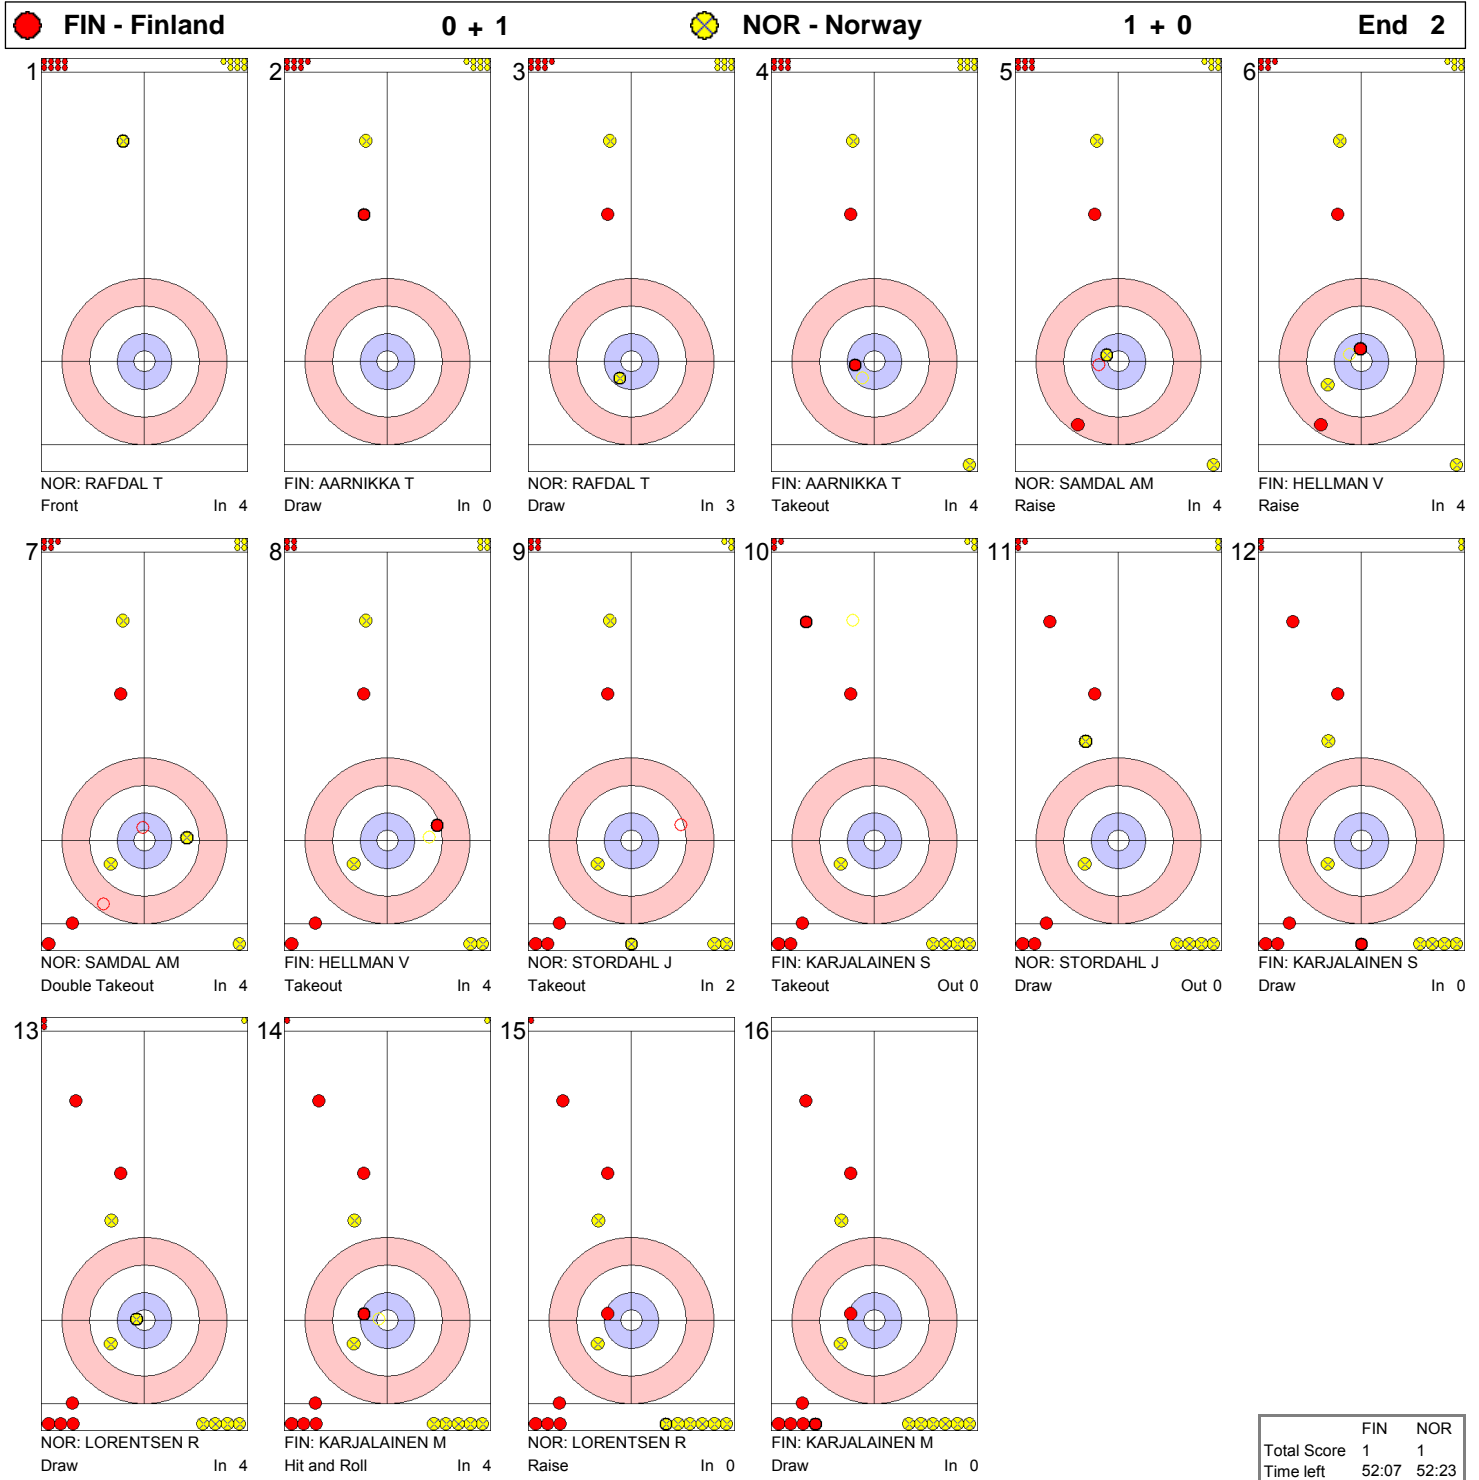 FIN - Finland 0 + 1 NOR - Norway 1 + 0 End 2
1 2 3 4 5 6
NOR: RAFDAL T FIN: AARNIKKA T NOR: RAFDAL T FIN: AARNIKKA T NOR: SAMDAL AM FIN: HELLMAN V
Front In 4 Draw In 0 Draw In 3 Takeout In 4 Raise In 4 Raise In 4
7 8 9 10 11 12
NOR: SAMDAL AM FIN: HELLMAN V NOR: STORDAHL J FIN: KARJALAINEN S NOR: STORDAHL J FIN: KARJALAINEN S
Double Takeout In 4 Takeout In 4 Takeout In 2 Takeout Out 0 Draw Out 0 Draw In 0
13 14 15 16
NOR: LORENTSEN R FIN: KARJALAINEN M NOR: LORENTSEN R FIN: KARJALAINEN M
Draw In 4 Hit and Roll In 4 Raise In 0 Draw In 0
FIN NOR
Total Score 1 1
Time left 52:07 52:23